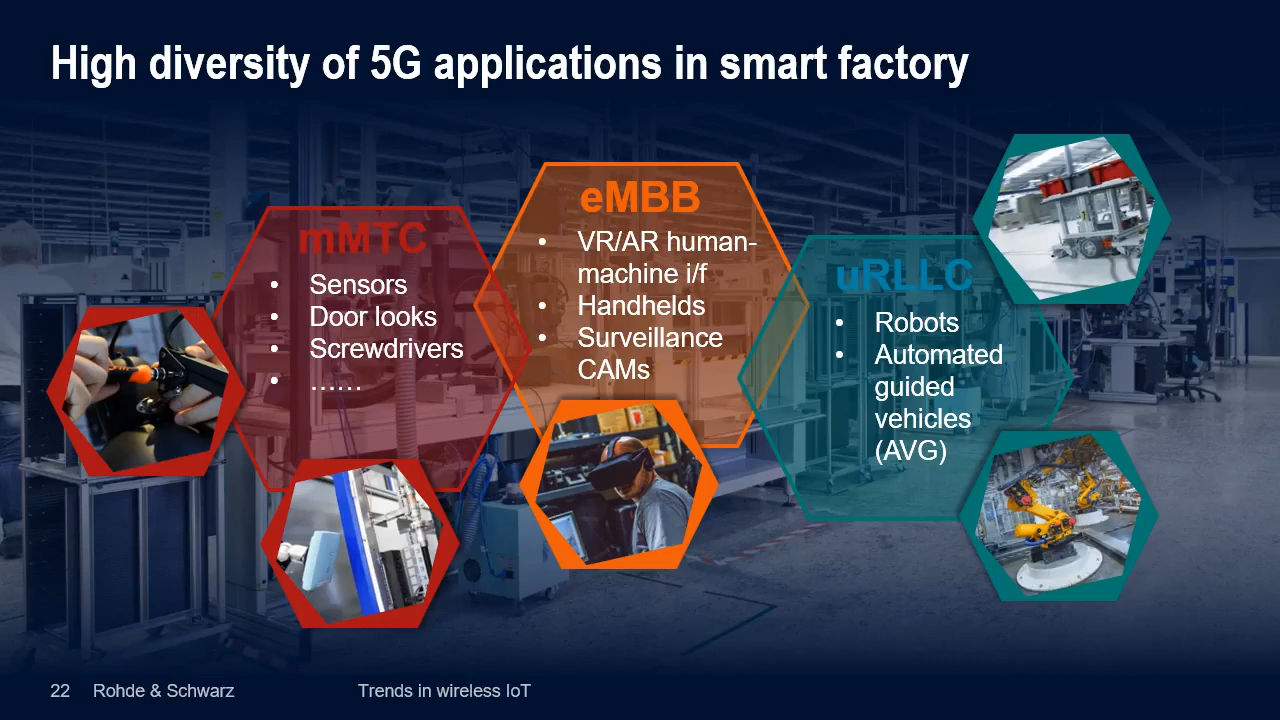 High diversity of 5G applications in smart factory
mMTC
• Sensors
• Door looks
• Screwdrivers
• ......
eMBB
• VR/AR human-
machine i/f
• Handhelds
• Surveillance
CAMs
uRLLC
• Robots
• Automated
guided
vehicles
(AVG)
22 Rohde & Schwarz Trends in wireless IoT